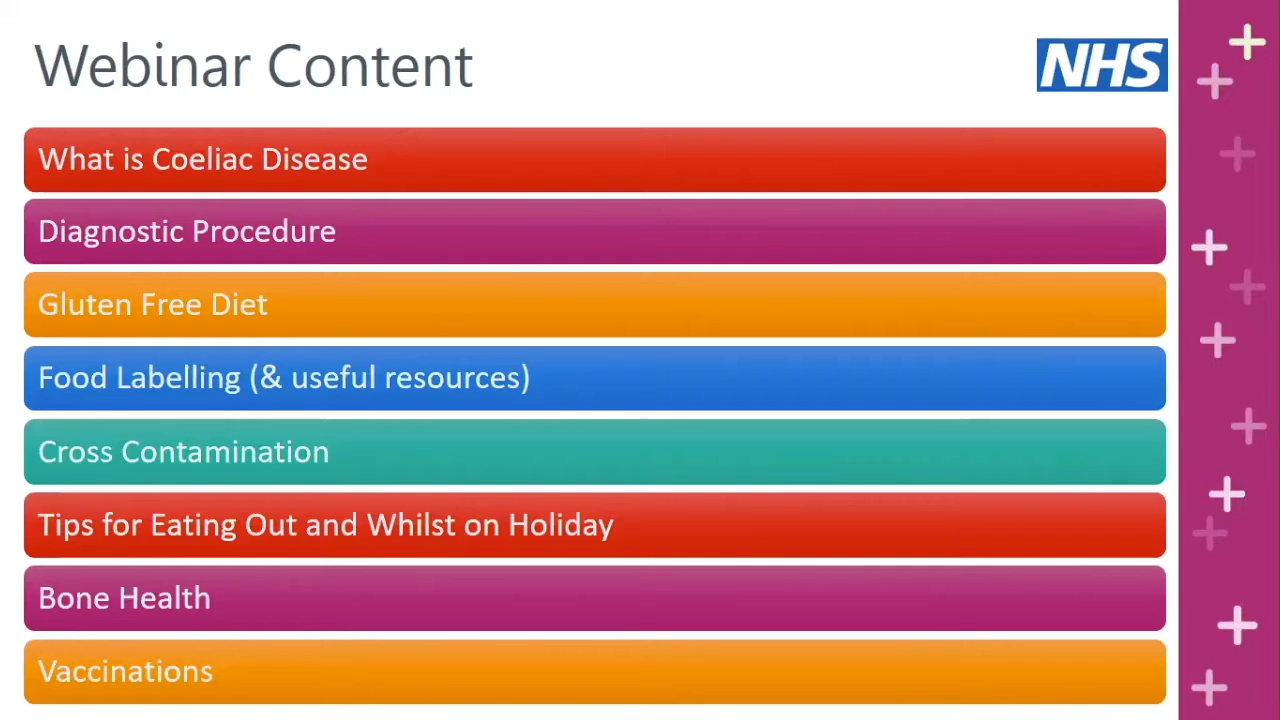 Webinar Content
NHS
What is Coeliac Disease
Diagnostic Procedure
Gluten Free Diet
Food Labelling (& useful resources)
Cross Contamination
Tips for Eating Out and Whilst on Holiday
Bone Health
Vaccinations